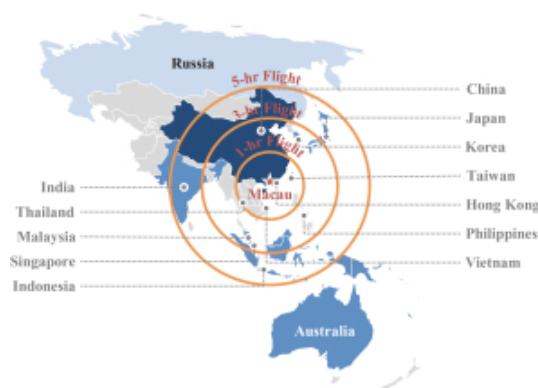 Russia
5-hr Flight
3-hr Flight
1-hr Flight
Macau
China
Japan
Korea
Taiwan
Hong Kong
Philippines
Vietnam
India
Thailand
Malaysia
Singapore
Indonesia
Australia